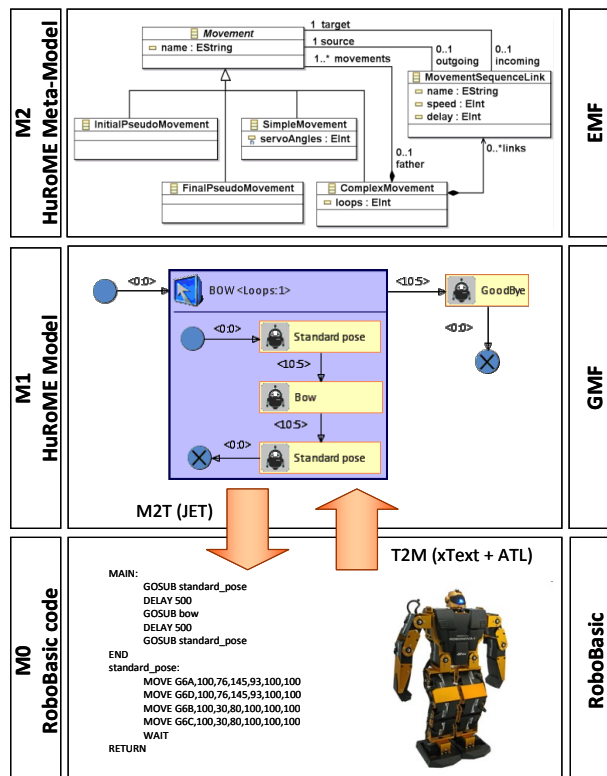 M2
HuRoME Meta-Model
Movement
name : EString
1 target
1 source
1..* movements
0..1
outgoing
0..1
incoming
MovementSequenceLink
name : EString
speed : EInt
delay : EInt
InitialPseudoMovement
SimpleMovement
servoAngles : EInt
0..1
father
0..*links
FinalPseudoMovement
ComplexMovement
loops : EInt
EMF
M1
HuRoME Model
<0:0>
BOW <Loops:1>
<10:5>
GoodBye
<0:0>
<0:0>
Standard pose
<10:5>
Bow
<10:5>
<0:0>
Standard pose
GMF
M2T (JET)
T2M (xText + ATL)
M0
RoboBasic code
MAIN:
GOSUB standard_pose
DELAY 500
GOSUB bow
DELAY 500
GOSUB standard_pose
END
standard_pose:
MOVE G6A,100,76,145,93,100,100
MOVE G6D,100,76,145,93,100,100
MOVE G6B,100,30,80,100,100,100
MOVE G6C,100,30,80,100,100,100
WAIT
RETURN
RoboBasic